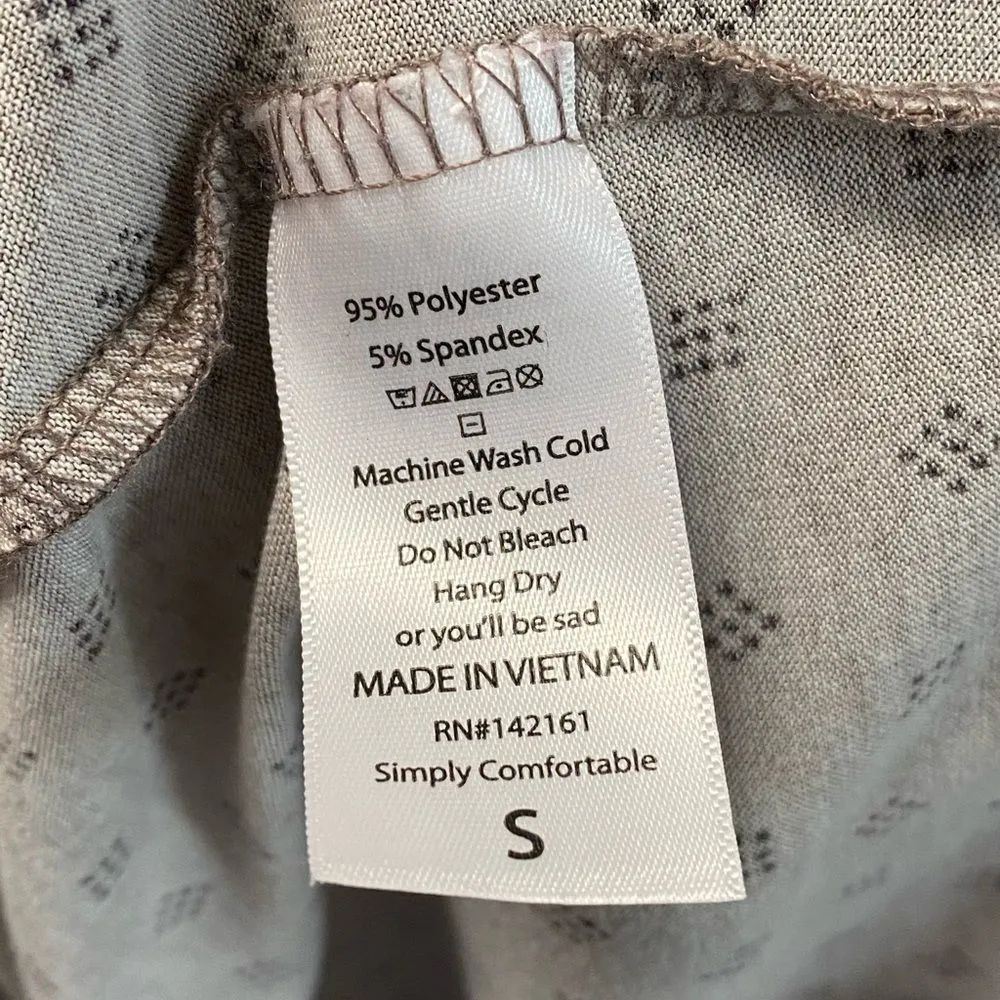 95% Polyester
5% Spandex
Machine Wash Cold
Gentle Cycle
Do Not Bleach
Hang Dry
or you'll be sad
MADE IN VIETNAM
RN#142161
Simply Comfortable
S